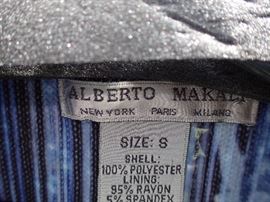 ALBERTO MAKALI
NEW YORK PARIS MILANO
SIZE: S
SHELL:
100% POLYESTER
LINING:
95% RAYON
5% SPANDEX